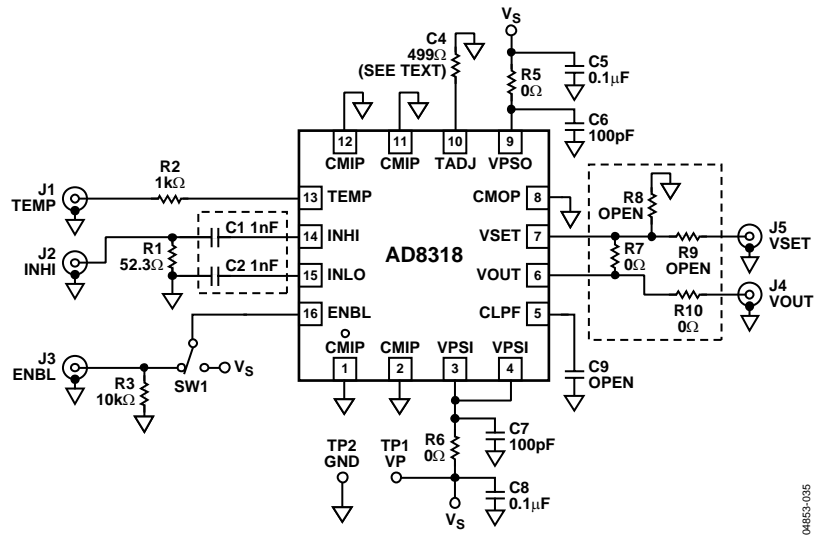 VS
C4
499Ω
(SEE TEXT)
C5
0.1μF
R5
0Ω
C6
100pF
12
11
10
9
CMIP
CMIP
TADJ
VPSO
J1
TEMP
R2
1kΩ
13
TEMP
CMOP
8
R8
OPEN
J2
INHI
R1
52.3Ω
C1 1nF
14
INHI
AD8318
VSET
7
R7
0Ω
R9
OPEN
J5
VSET
C2 1nF
15
INLO
VOUT
6
R10
0Ω
J4
VOUT
16
ENBL
CLPF
5
J3
ENBL
R3
10kΩ
SW1
VS
CMIP
CMIP
VPSI
VPSI
1
2
3
4
C9
OPEN
TP2
GND
TP1
VP
R6
0Ω
C7
100pF
C8
0.1μF
VS
04853-035